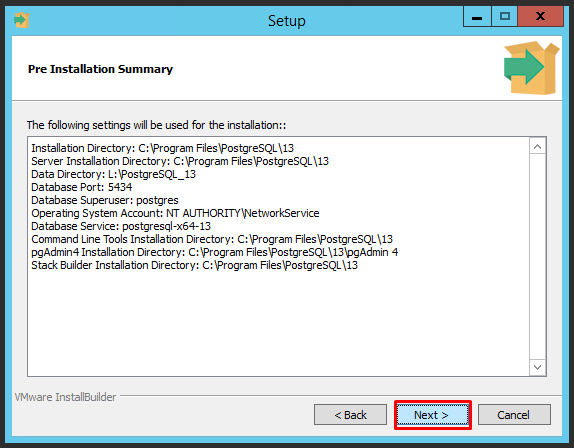 Setup
Pre Installation Summary
The following settings will be used for the installation::
Installation Directory: C:\Program Files\PostgreSQL\13
Server Installation Directory: C:\Program Files\PostgreSQL\13
Data Directory: L:\PostgreSQL_13
Database Port: 5434
Database Superuser: postgres
Operating System Account: NT AUTHORITY\NetworkService
Database Service: postgresql-x64-13
Command Line Tools Installation Directory: C:\Program Files\PostgreSQL\13
pgAdmin4 Installation Directory: C:\Program Files\PostgreSQL\13\pgAdmin 4
Stack Builder Installation Directory: C:\Program Files\PostgreSQL\13
VMware InstallBuilder
< Back Next > Cancel